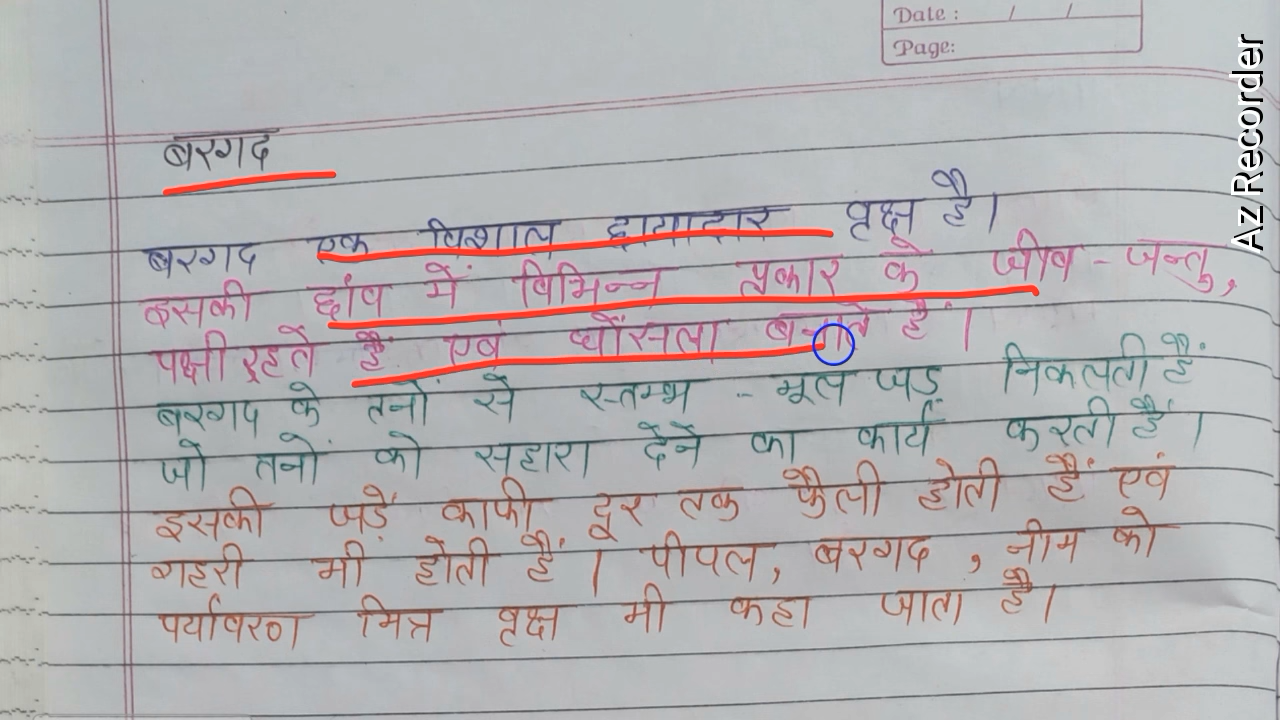 Date : / /
Page:
बरगद
बरगद एक विशाल छायादार वृक्ष है।
इसकी छांव में विभिन्न प्रकार के जीव - जन्तु,
पक्षी रहते हैं एवं घोंसला बनाते हैं।
बरगद के तनों से स्तम्भ - मूल जड़ निकलती हैं
जो तनों को सहारा देने का कार्य करती हैं।
इसकी जड़ें काफी दूर तक फैली होती हैं एवं
गहरी भी होती हैं। पीपल, बरगद, नीम को
पर्यावरण मित्र वृक्ष भी कहा जाता है।
Az Recorder